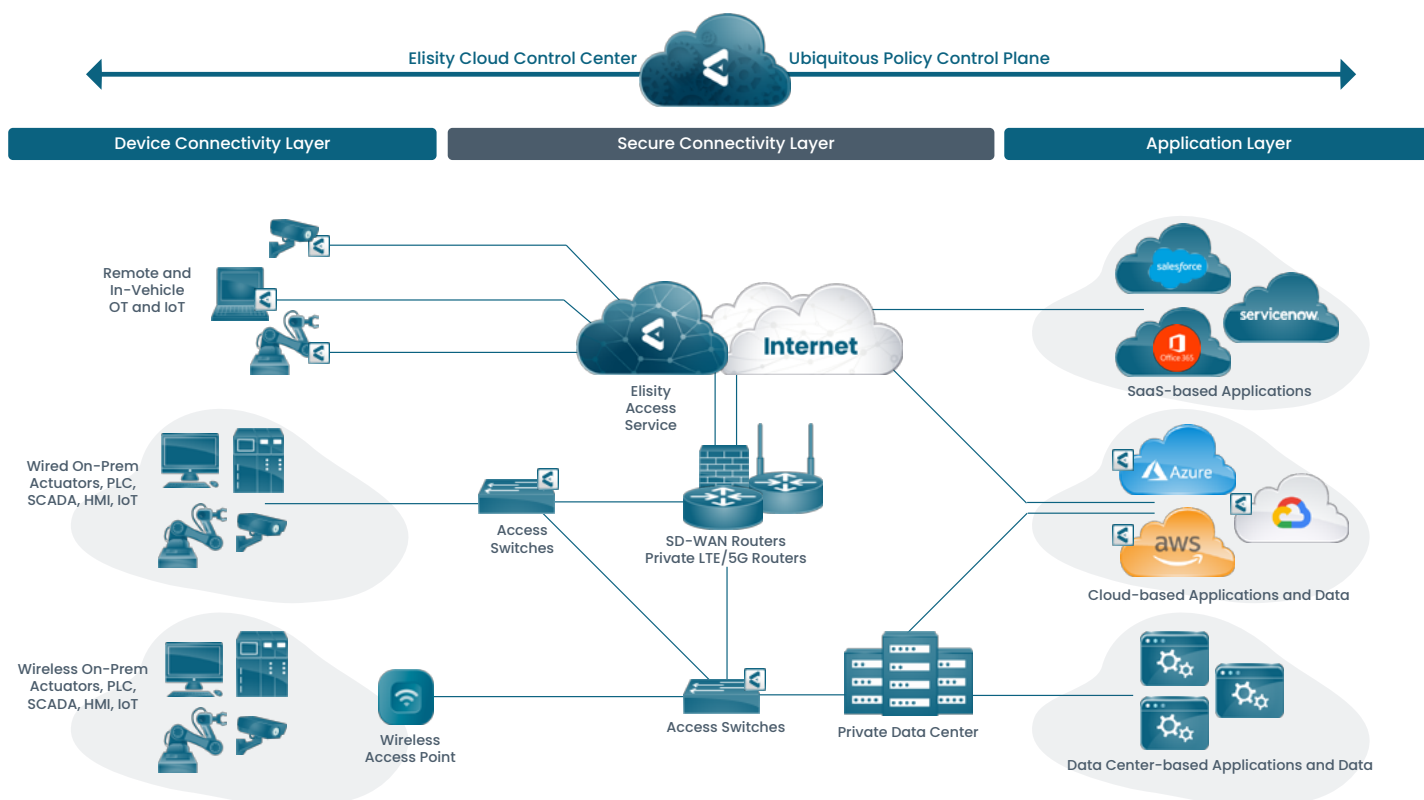 Elisity Cloud Control Center
Ubiquitous Policy Control Plane
Device Connectivity Layer
Secure Connectivity Layer
Application Layer
Remote and
In-Vehicle
OT and IoT
Internet
Elisity
Access
Service
salesforce
servicenow
Office 365
SaaS-based Applications
Wired On-Prem
Actuators, PLC,
SCADA, HMI, IoT
Access
Switches
SD-WAN Routers
Private LTE/5G Routers
Azure
aws
Cloud-based Applications and Data
Wireless On-Prem
Actuators, PLC,
SCADA, HMI, IoT
Wireless
Access Point
Access Switches
Private Data Center
Data Center-based Applications and Data